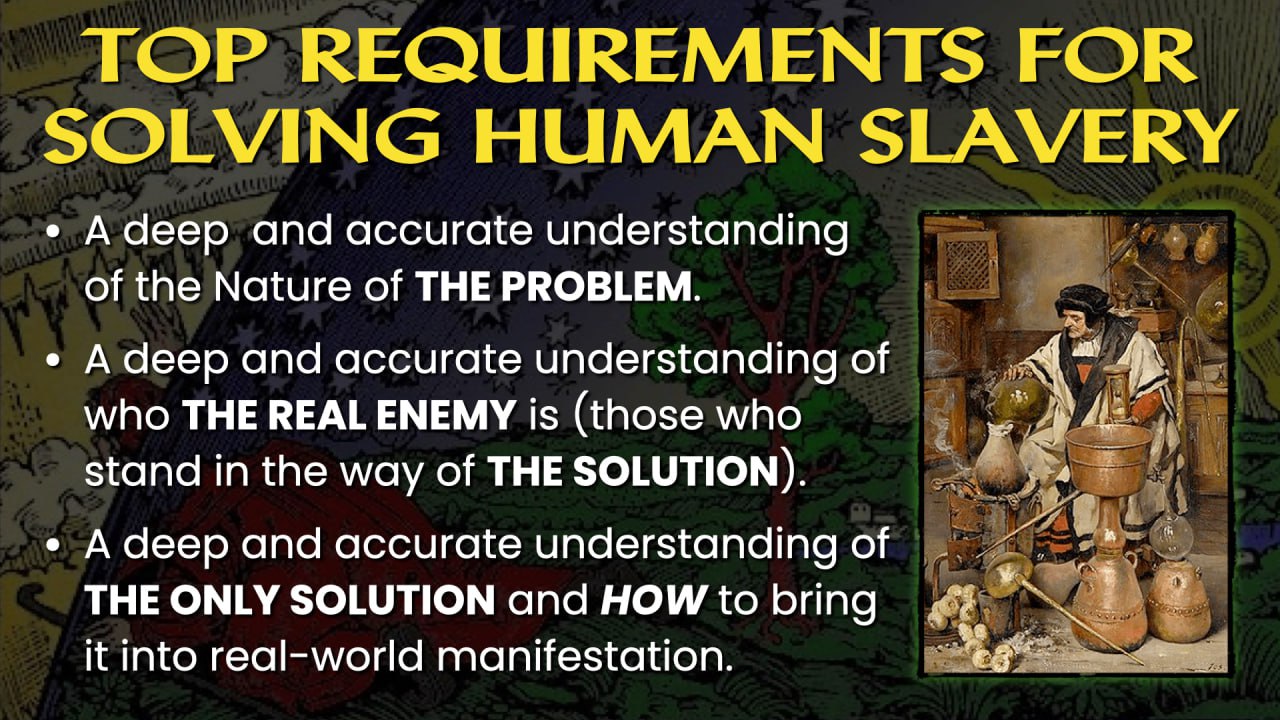 TOP REQUIREMENTS FOR
SOLVING HUMAN SLAVERY
• A deep  and accurate understanding
of the Nature of THE PROBLEM.
• A deep and accurate understanding of
who THE REAL ENEMY is (those who
stand in the way of THE SOLUTION).
• A deep and accurate understanding of
THE ONLY SOLUTION and HOW to bring
it into real-world manifestation.